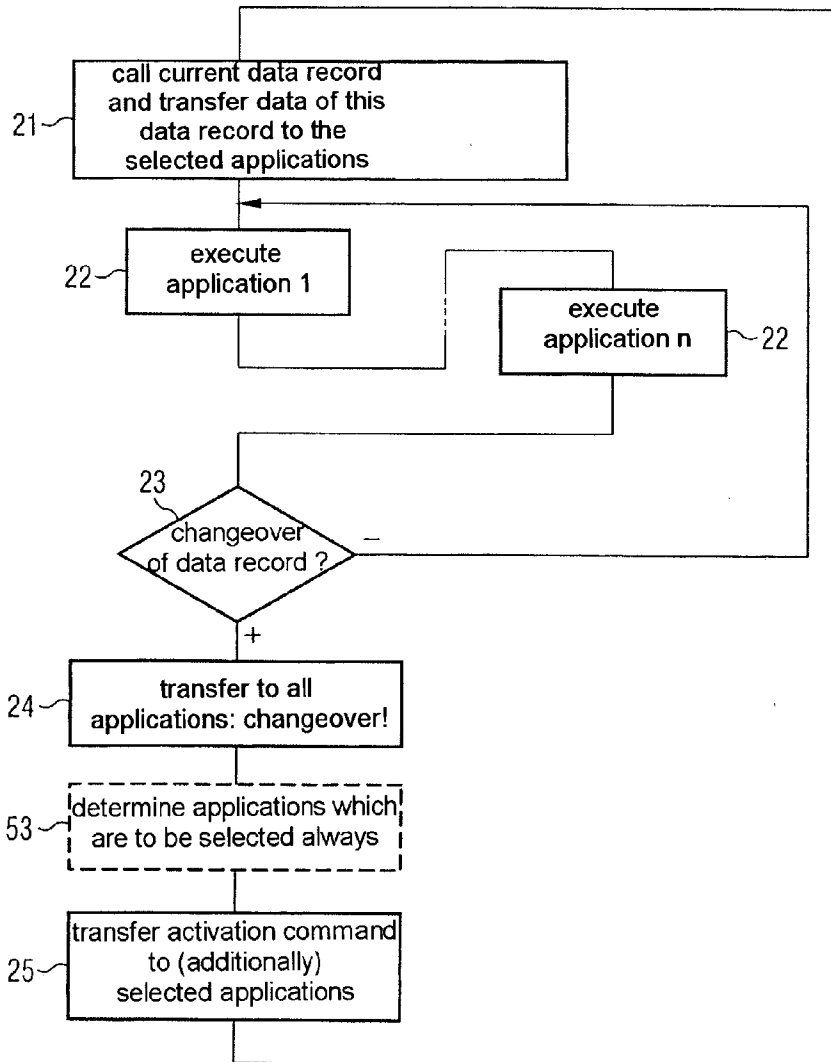 call current data record
and transfer data of this
data record to the
selected applications
21
execute
application 1
22
execute
application n
22
23
changeover
of data record ?
–
+
transfer to all
applications: changeover!
24
determine applications which
are to be selected always
53
transfer activation command
to (additionally)
selected applications
25